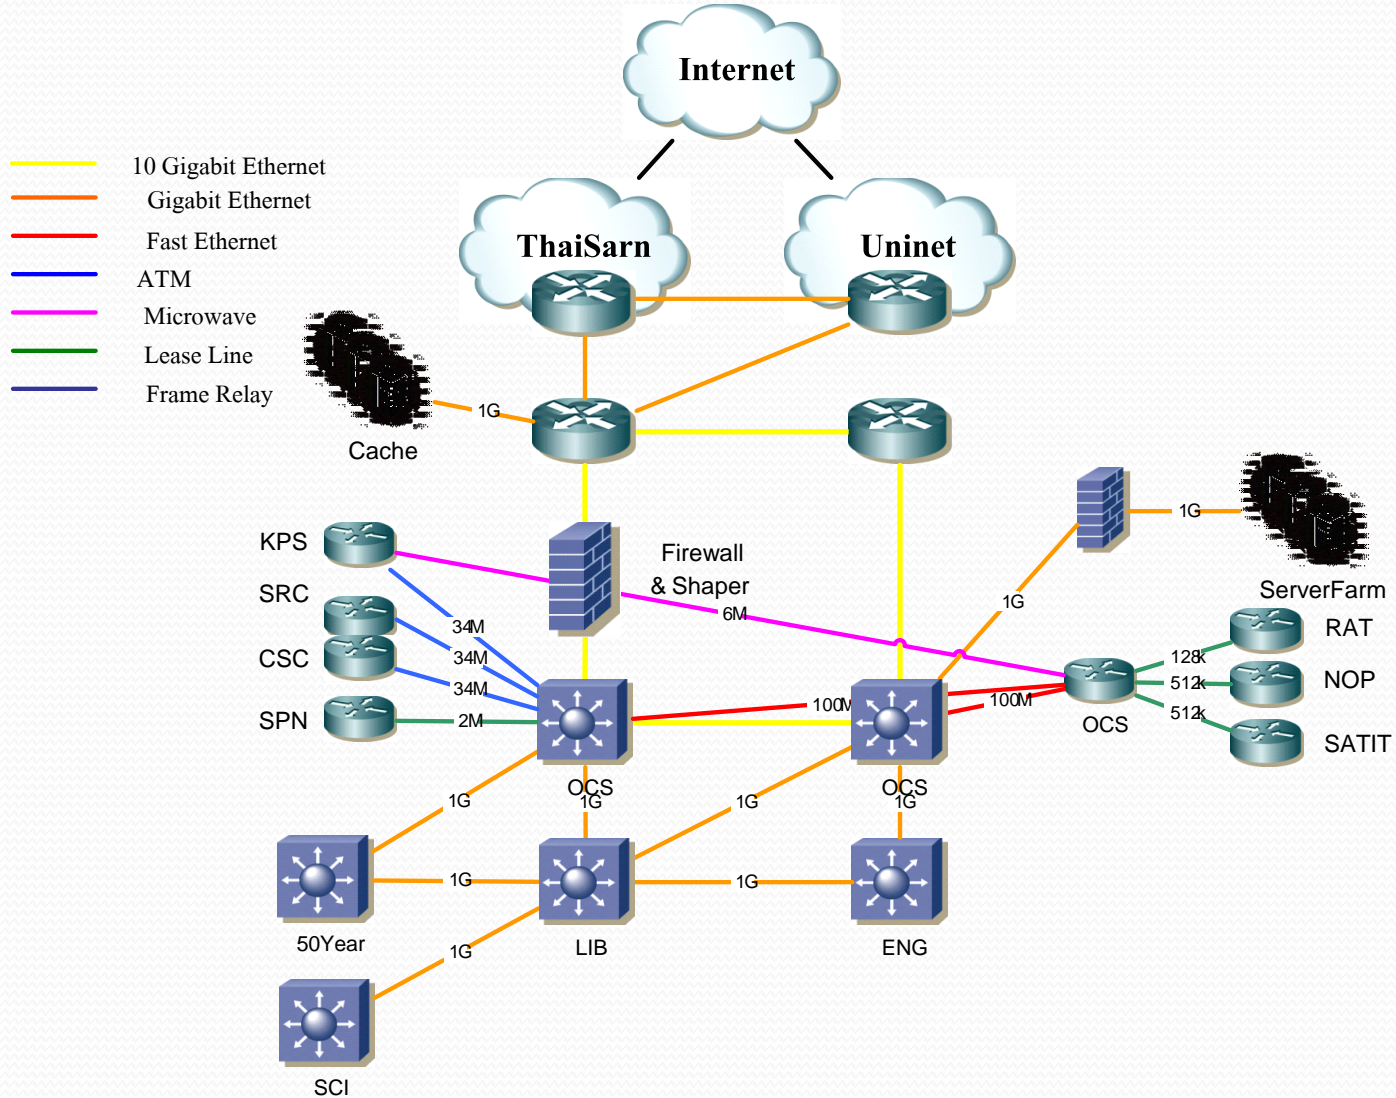 Internet
ThaiSarn
Uninet
10 Gigabit Ethernet
Gigabit Ethernet
Fast Ethernet
ATM
Microwave
Lease Line
Frame Relay
1G
Cache
KPS
SRC
CSC
SPN
34M
34M
34M
2M
Firewall
& Shaper
6M
1G
1G
ServerFarm
RAT
NOP
SATIT
128k
512k
512k
OCS
100M
100M
OCS
OCS
1G
1G
1G
1G
1G
1G
1G
50Year
LIB
ENG
SCI